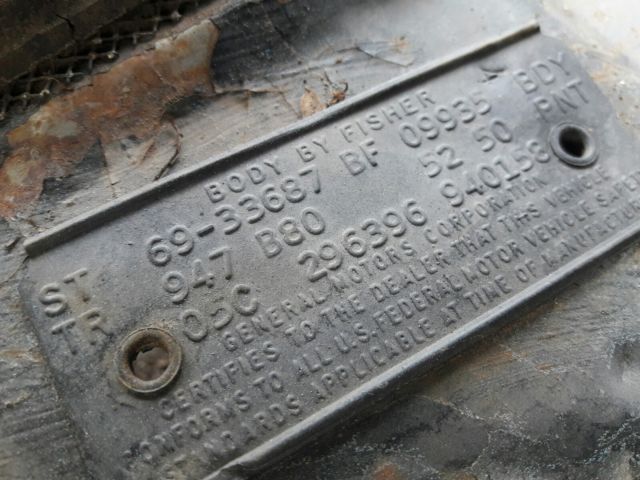 BODY BY FISHER
ST 69-33687 BF 09935 BDY
TR 947 B80 52 50 PNT
05C 296396 940158
GENERAL MOTORS CORPORATION
CERTIFIES TO THE DEALER THAT THIS VEHICLE
CONFORMS TO ALL U.S. FEDERAL MOTOR VEHICLE SAFETY
STANDARDS APPLICABLE AT TIME OF MANUFACTURE